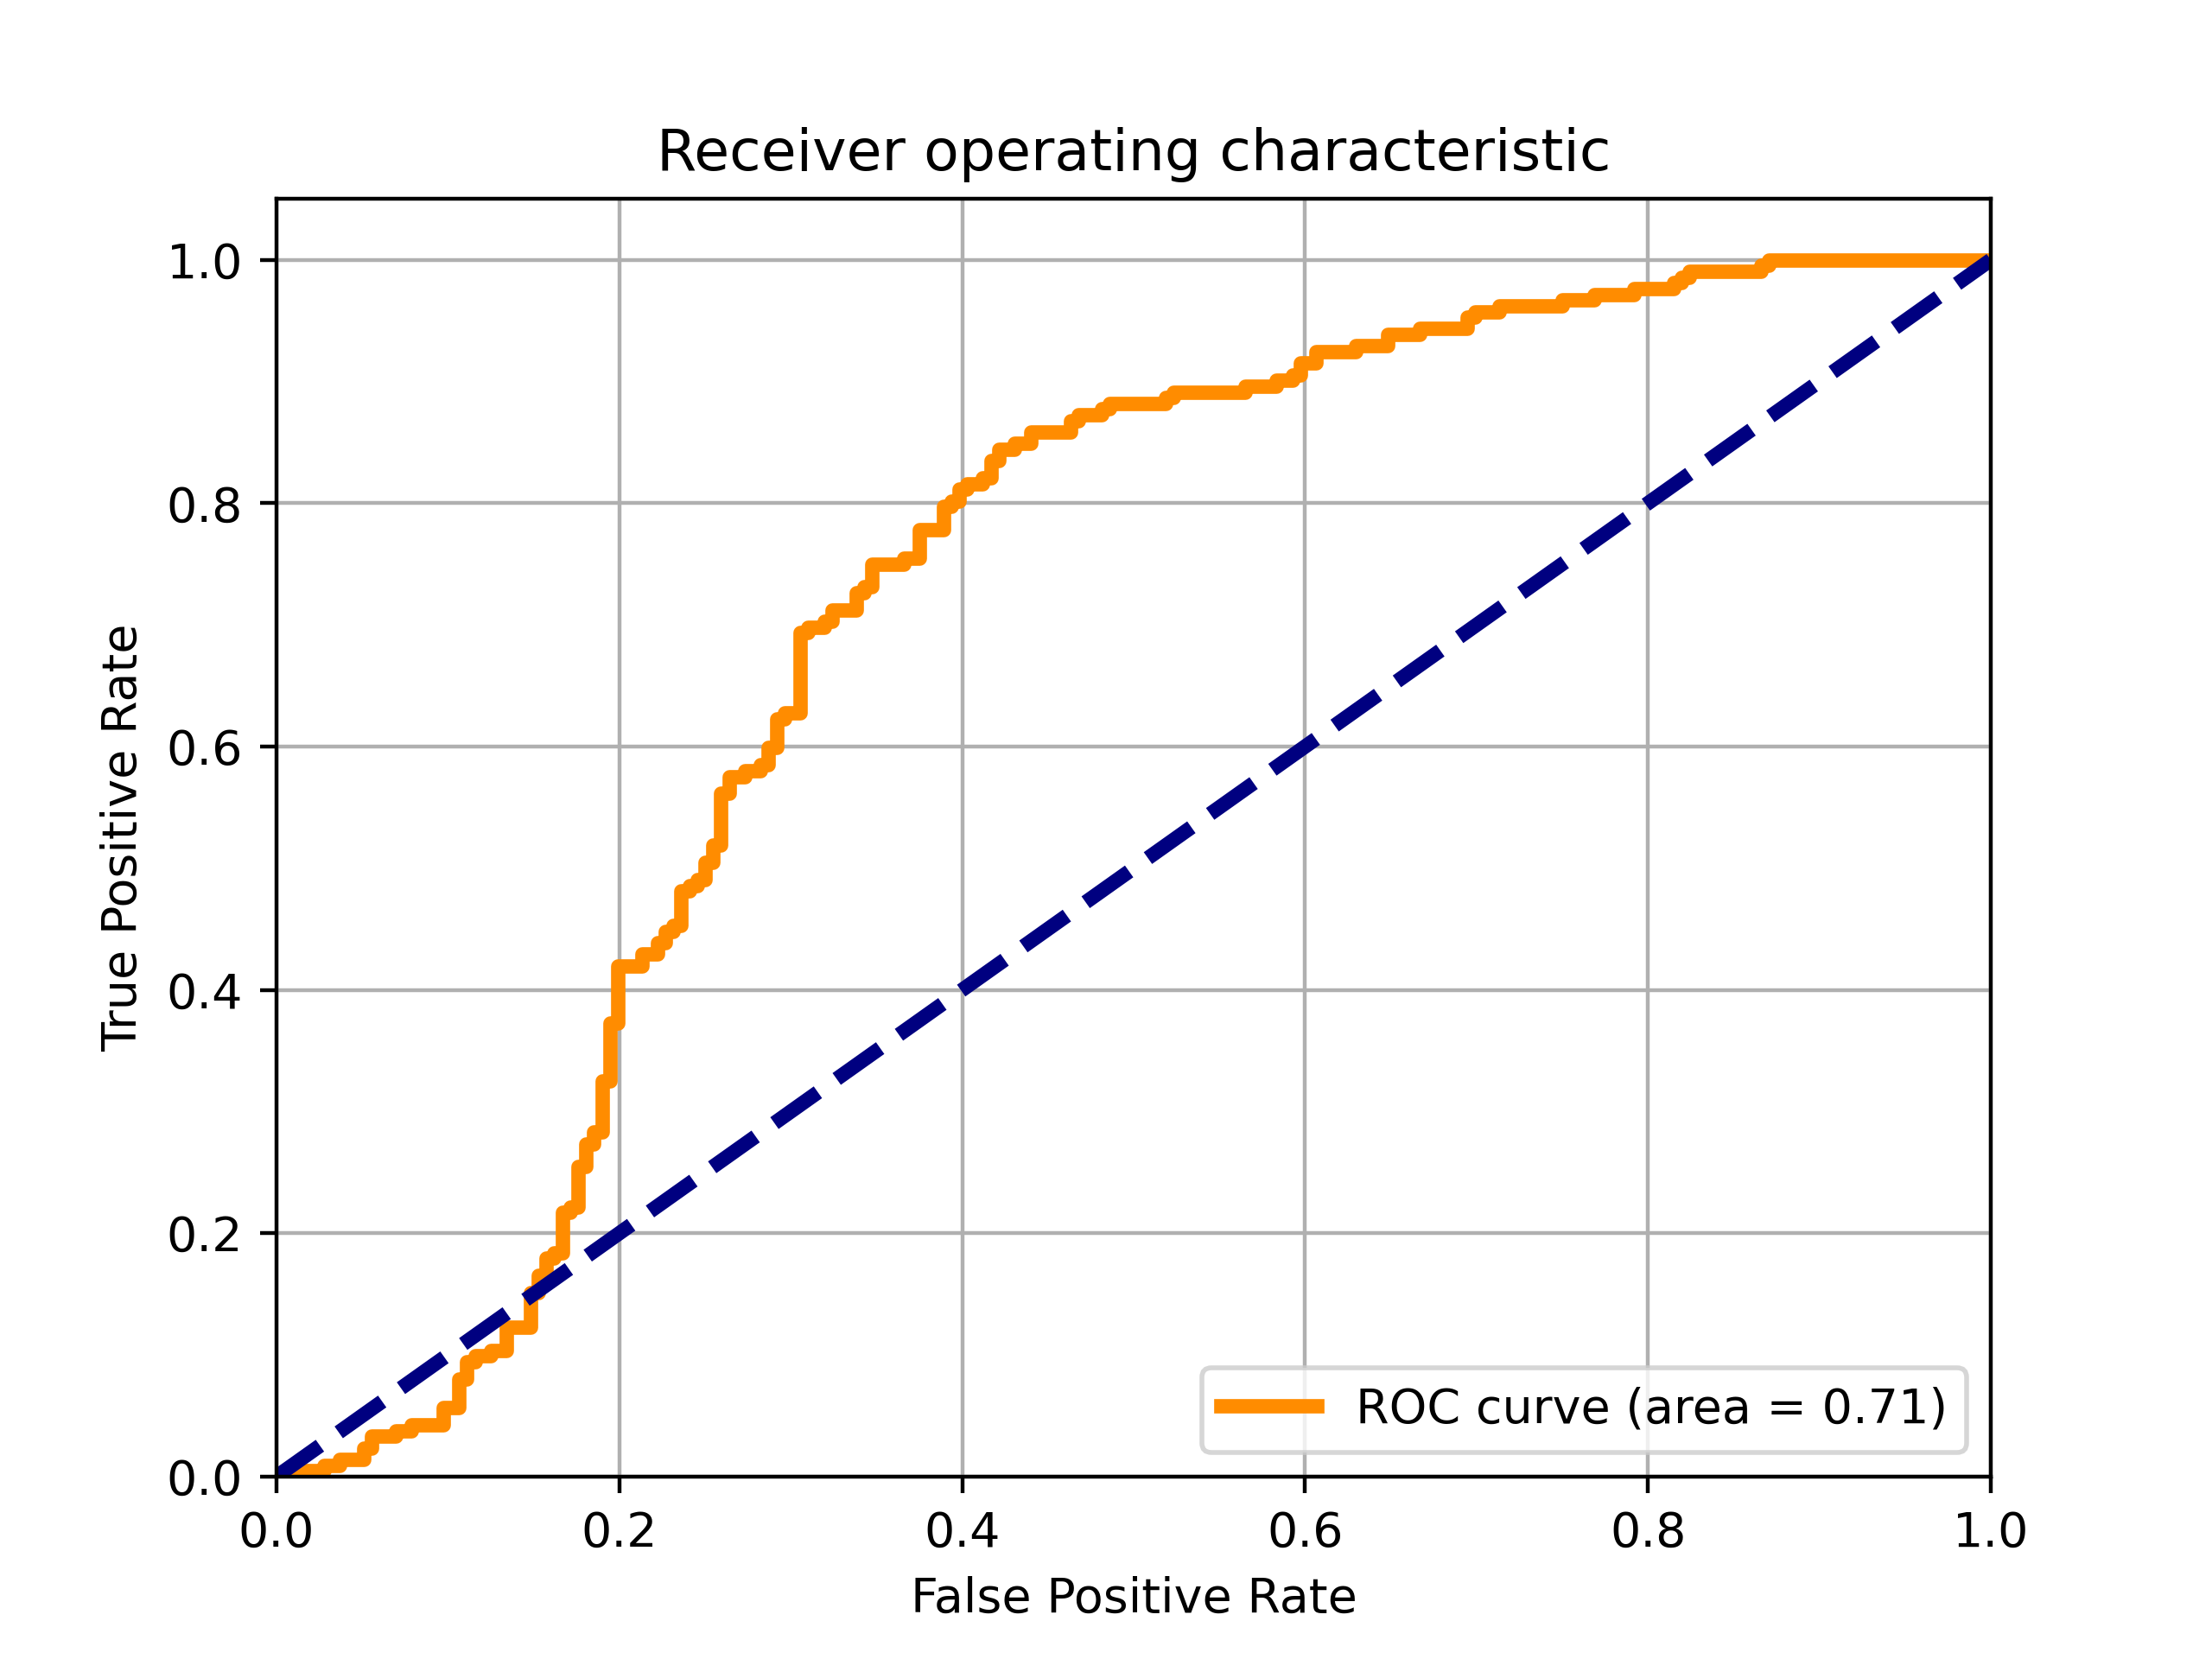 Receiver operating characteristic
1.0
0.8
0.6
0.4
0.2
0.0
True Positive Rate
ROC curve (area = 0.71)
0.0 0.2 0.4 0.6 0.8 1.0
False Positive Rate